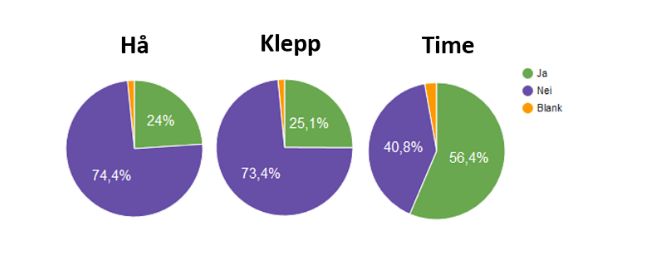 Hå
Klepp
Time
Ja
Nei
Blank
24%
74,4%
25,1%
73,4%
40,8%
56,4%